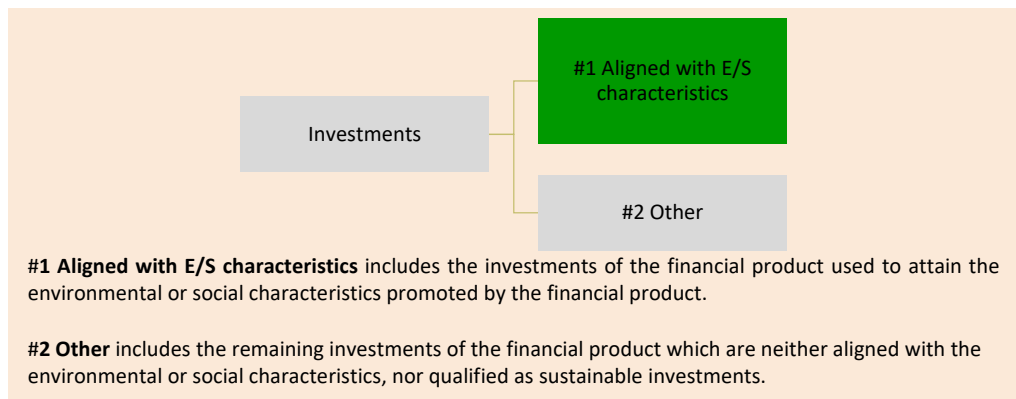 #1 Aligned with E/S
characteristics
Investments
#2 Other
#1 Aligned with E/S characteristics includes the investments of the financial product used to attain the
environmental or social characteristics promoted by the financial product.
#2 Other includes the remaining investments of the financial product which are neither aligned with the
environmental or social characteristics, nor qualified as sustainable investments.